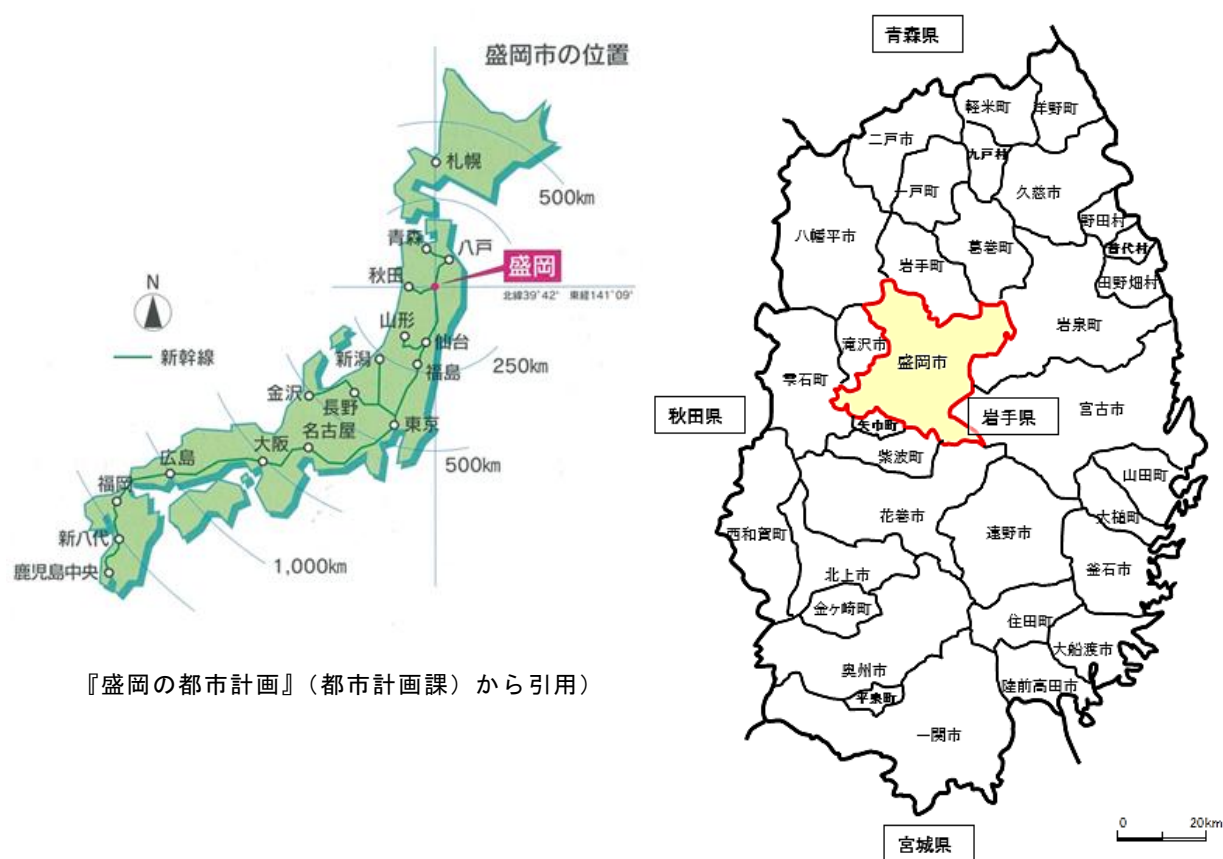 盛岡市の位置
札幌
500km
青森
八戸
盛岡
秋田
北緯39°42' 東経141°09'
N
山形
仙台
新幹線
新潟
福島
250km
金沢
長野
名古屋
東京
大阪
広島
500km
福岡
新八代
1,000km
鹿児島中央
『盛岡の都市計画』(都市計画課)から引用)
青森県
軽米町
洋野町
二戸市
九戸村
一戸町
久慈市
野田村
八幡平市
葛巻町
普代村
岩手町
田野畑村
岩泉町
滝沢市
盛岡市
雫石町
秋田県
岩手県
宮古市
矢巾町
紫波町
山田町
花巻市
大槌町
西和賀町
遠野市
釜石市
北上市
金ヶ崎町
住田町
大船渡市
奥州市
平泉町
陸前高田市
一関市
0 20km
宮城県